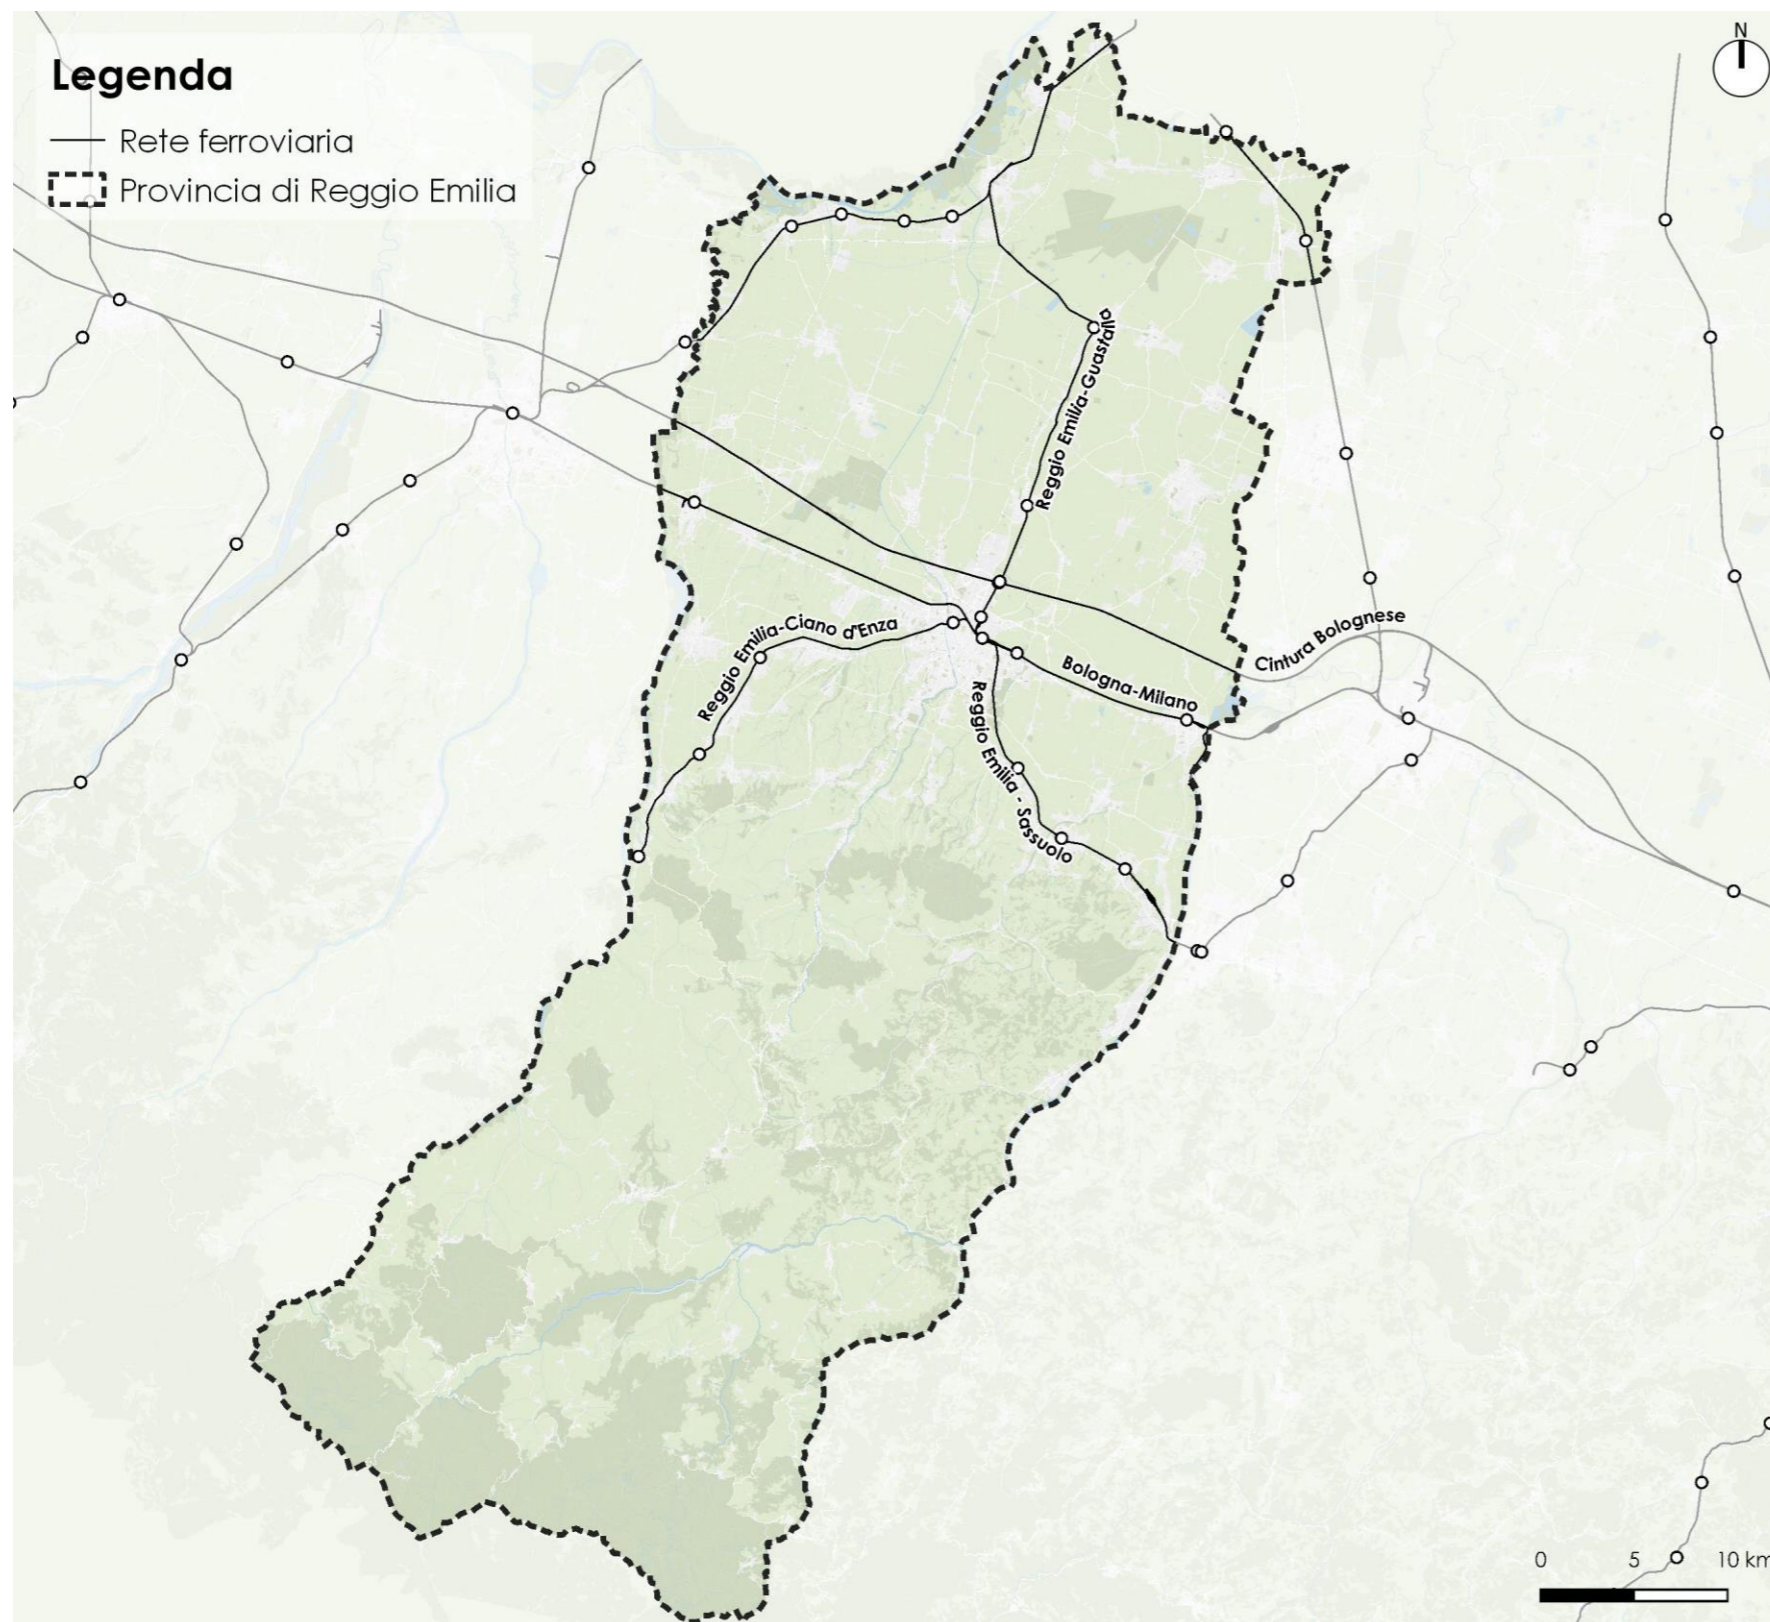 Legenda
Rete ferroviaria
Provincia di Reggio Emilia
N
Reggio Emilia-Guastalla
Reggio Emilia-Ciano d'Enza
Cintura Bolognese
Bologna-Milano
Reggio Emilia - Sassuolo
0 5 10 km